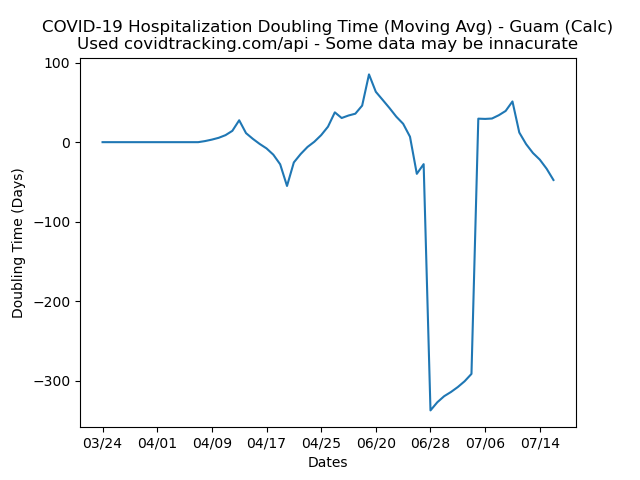 COVID-19 Hospitalization Doubling Time (Moving Avg) - Guam (Calc)
Used covidtracking.com/api - Some data may be innacurate
100
0
−100
−200
−300
Doubling Time (Days)
03/24 04/01 04/09 04/17 04/25 06/20 06/28 07/06 07/14
Dates